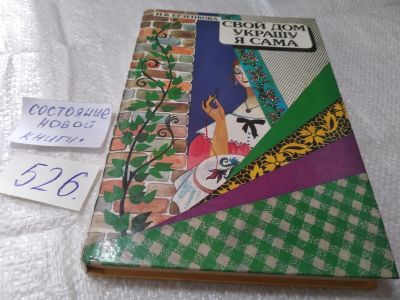 СВОЙ ДОМ
УКРАШУ
Я САМА
СОСТОЯНИЕ
НОВОЙ
КНИГИ.
526.